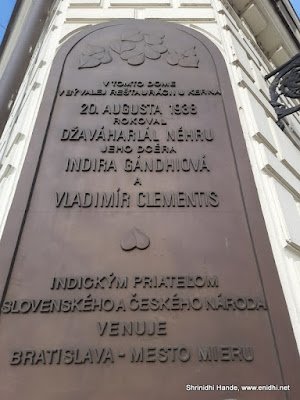 V TOMTO DOME
V BÝVALEJ REŠTAURÁCII U KERNA
20. AUGUSTA 1938
ROKOVAL
DŽAVÁHARLÁL NÉHRU
JEHO DCÉRA
INDIRA GÁNDHIOVÁ
A
VLADIMÍR CLEMENTIS
INDICKÝM PRIATEĽOM
SLOVENSKÉHO A ČESKÉHO NÁRODA
VENUJE
BRATISLAVA - MESTO MIERU
Shrinidhi Hande, www.enidhi.net